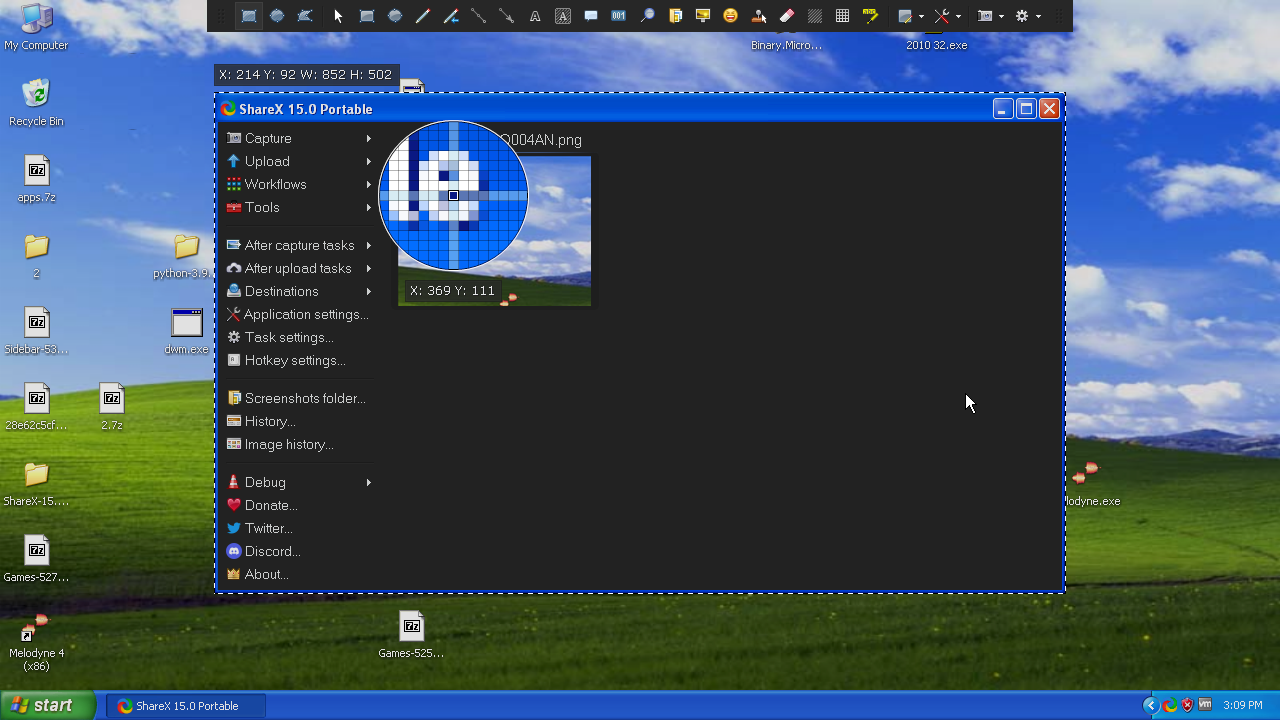 My Computer
Recycle Bin
apps.7z
2
python-3.9.
Sidebar-53...
dwm.exe
28e62c5cf...
2.7z
ShareX-15....
Games-527...
Melodyne 4
(x86)
Games-525...
Binary.Micro...
2010 32.exe
lodyne.exe
A
A
001
abc
X: 214 Y: 92 W: 852 H: 502
ShareX 15.0 Portable
Capture
Upload
Workflows
Tools
After capture tasks
After upload tasks
Destinations
Application settings...
Task settings...
Hotkey settings...
Screenshots folder...
History...
Image history...
Debug
Donate...
Twitter...
Discord...
About...
004AN.png
X: 369 Y: 111
start
ShareX 15.0 Portable
3:09 PM